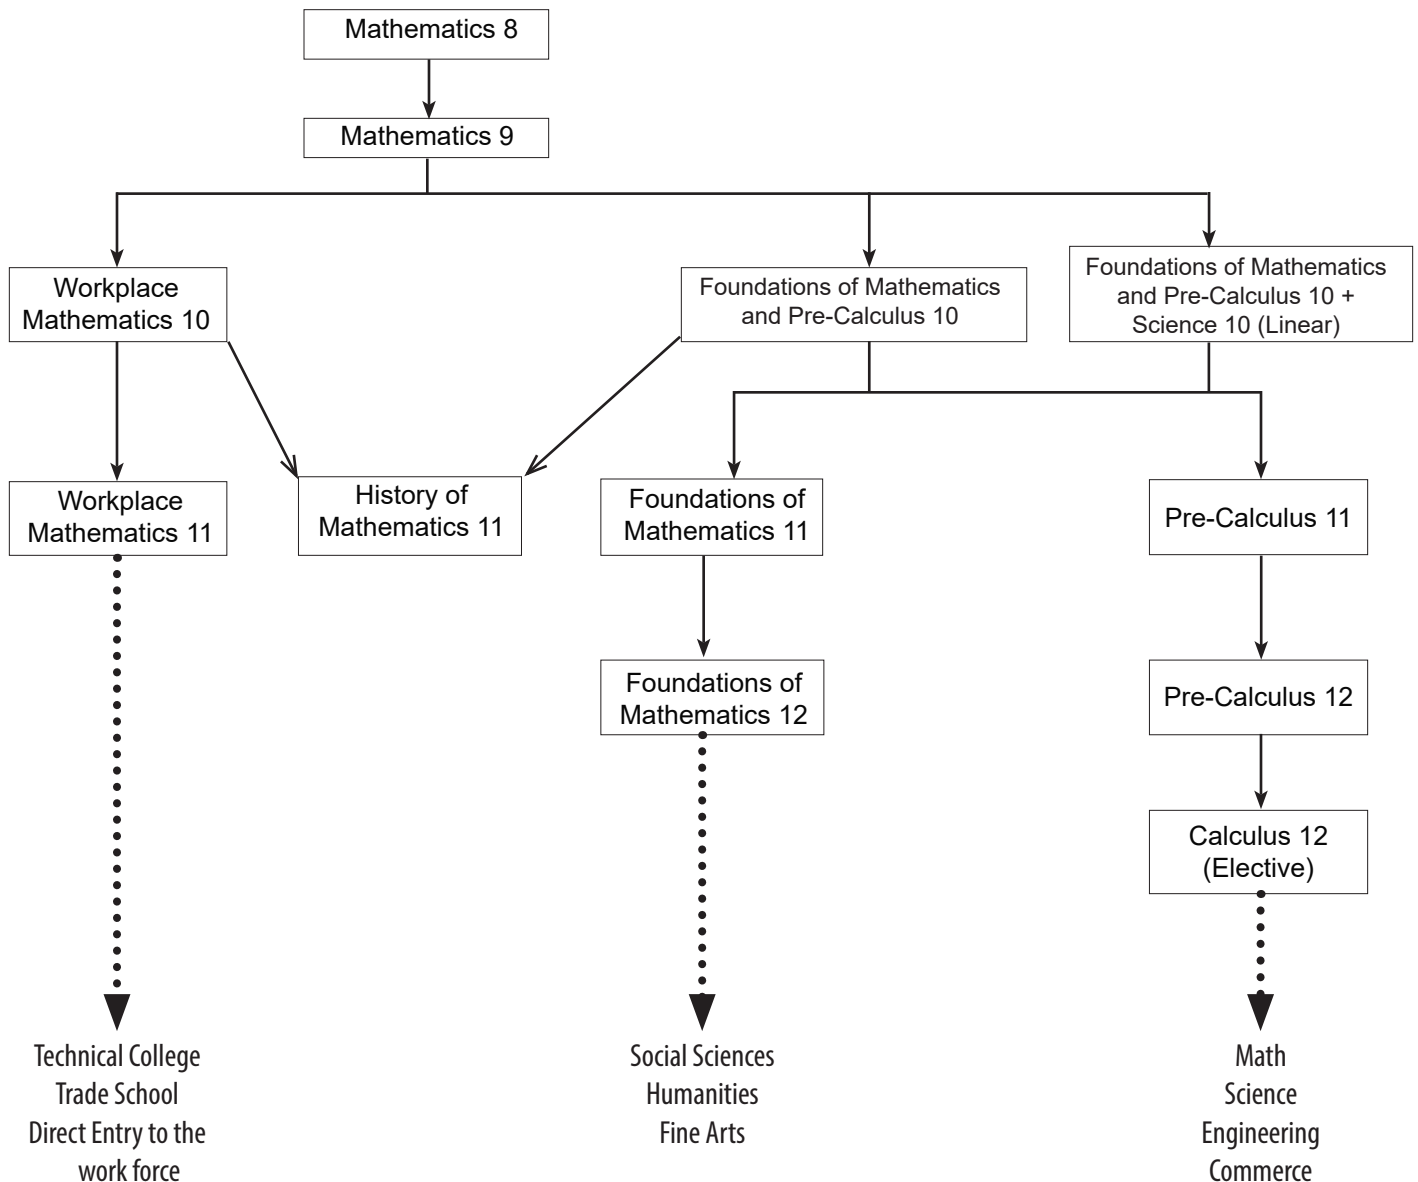 Mathematics 8
Mathematics 9
Workplace
Mathematics 10
Foundations of Mathematics
and Pre-Calculus 10
Foundations of Mathematics
and Pre-Calculus 10 +
Science 10 (Linear)
Workplace
Mathematics 11
History of
Mathematics 11
Foundations of
Mathematics 11
Pre-Calculus 11
Foundations of
Mathematics 12
Pre-Calculus 12
Calculus 12
(Elective)
Technical College
Trade School
Direct Entry to the
work force
Social Sciences
Humanities
Fine Arts
Math
Science
Engineering
Commerce